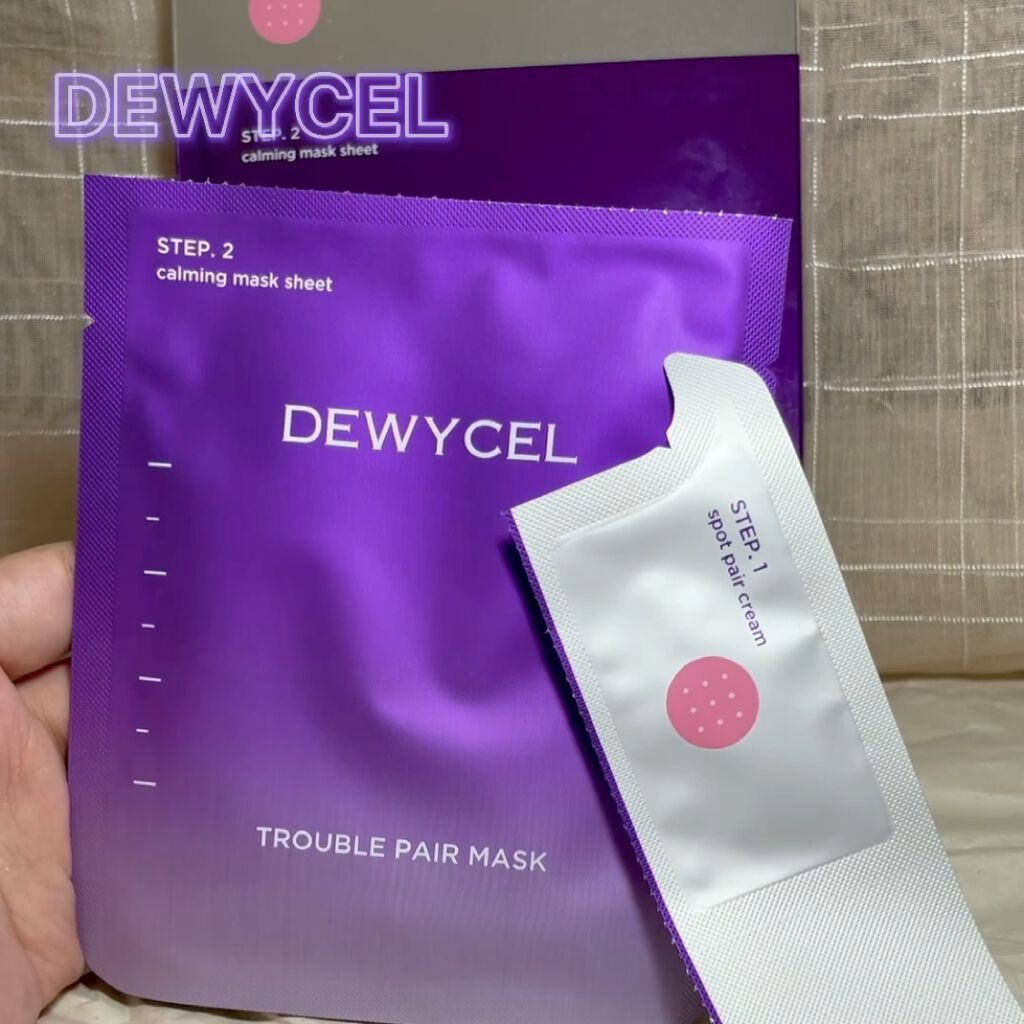 DEWYCEL
STEP. 2
calming mask sheet
STEP. 2
calming mask sheet
DEWYCEL
STEP. 1
spot pair cream
TROUBLE PAIR MASK